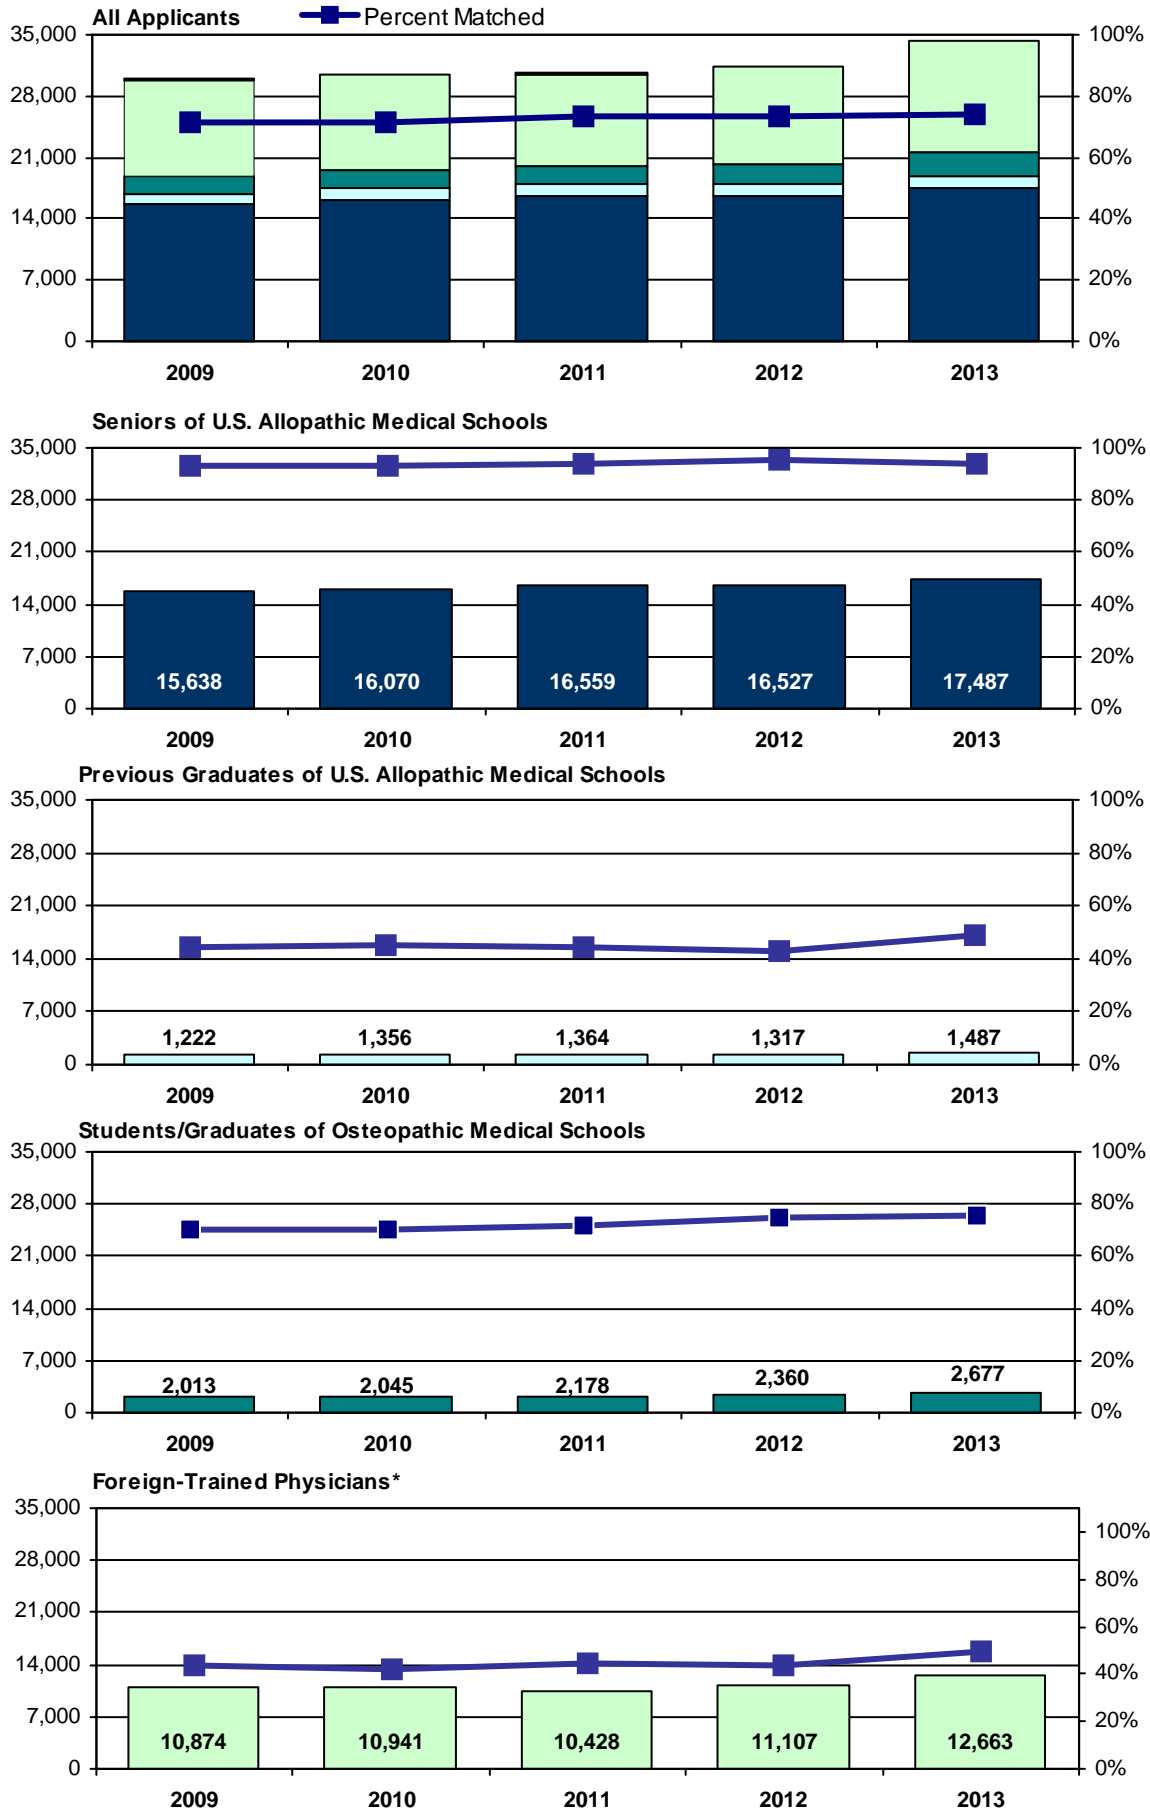 All Applicants Percent Matched
35,000 100%
28,000 80%
21,000 60%
14,000 40%
7,000 20%
0 0%
2009 2010 2011 2012 2013
Seniors of U.S. Allopathic Medical Schools
35,000 100%
28,000 80%
21,000 60%
14,000 40%
7,000 20%
15,638 16,070 16,559 16,527 17,487
0 0%
2009 2010 2011 2012 2013
Previous Graduates of U.S. Allopathic Medical Schools
35,000 100%
28,000 80%
21,000 60%
14,000 40%
7,000 20%
1,222 1,356 1,364 1,317 1,487
0 0%
2009 2010 2011 2012 2013
Students/Graduates of Osteopathic Medical Schools
35,000 100%
28,000 80%
21,000 60%
14,000 40%
7,000 20%
2,013 2,045 2,178 2,360 2,677
0 0%
2009 2010 2011 2012 2013
Foreign-Trained Physicians*
35,000 100%
28,000 80%
21,000 60%
14,000 40%
7,000 20%
10,874 10,941 10,428 11,107 12,663
0 0%
2009 2010 2011 2012 2013